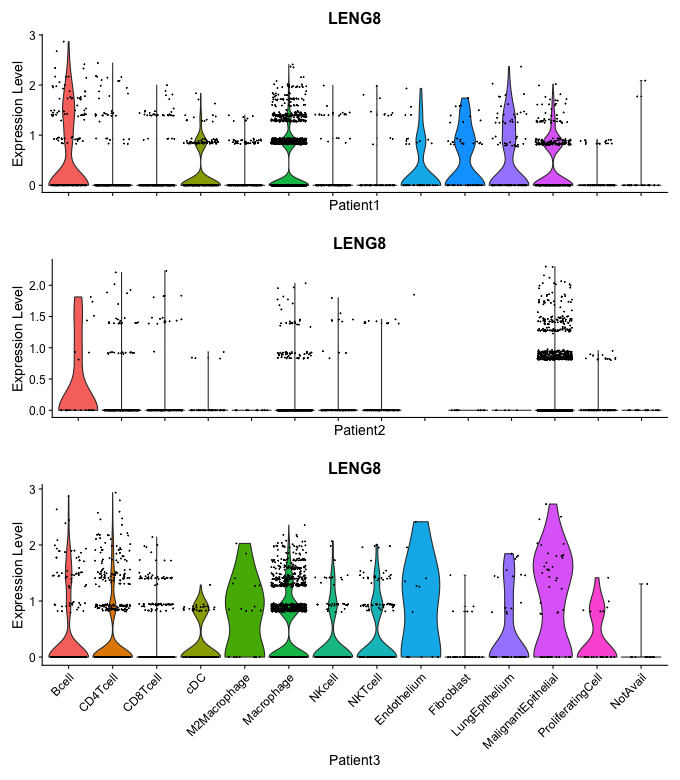 LENG8
Expression Level
3
2
1
0
Patient1
LENG8
Expression Level
2.0
1.5
1.0
0.5
0.0
Patient2
LENG8
Expression Level
3
2
1
0
Bcell
CD4Tcell
CD8Tcell
cDC
M2Macrophage
Macrophage
NKcell
NKTcell
Endothelium
Fibroblast
LungEpithelium
MalignantEpithelial
ProliferatingCell
NotAvail
Patient3